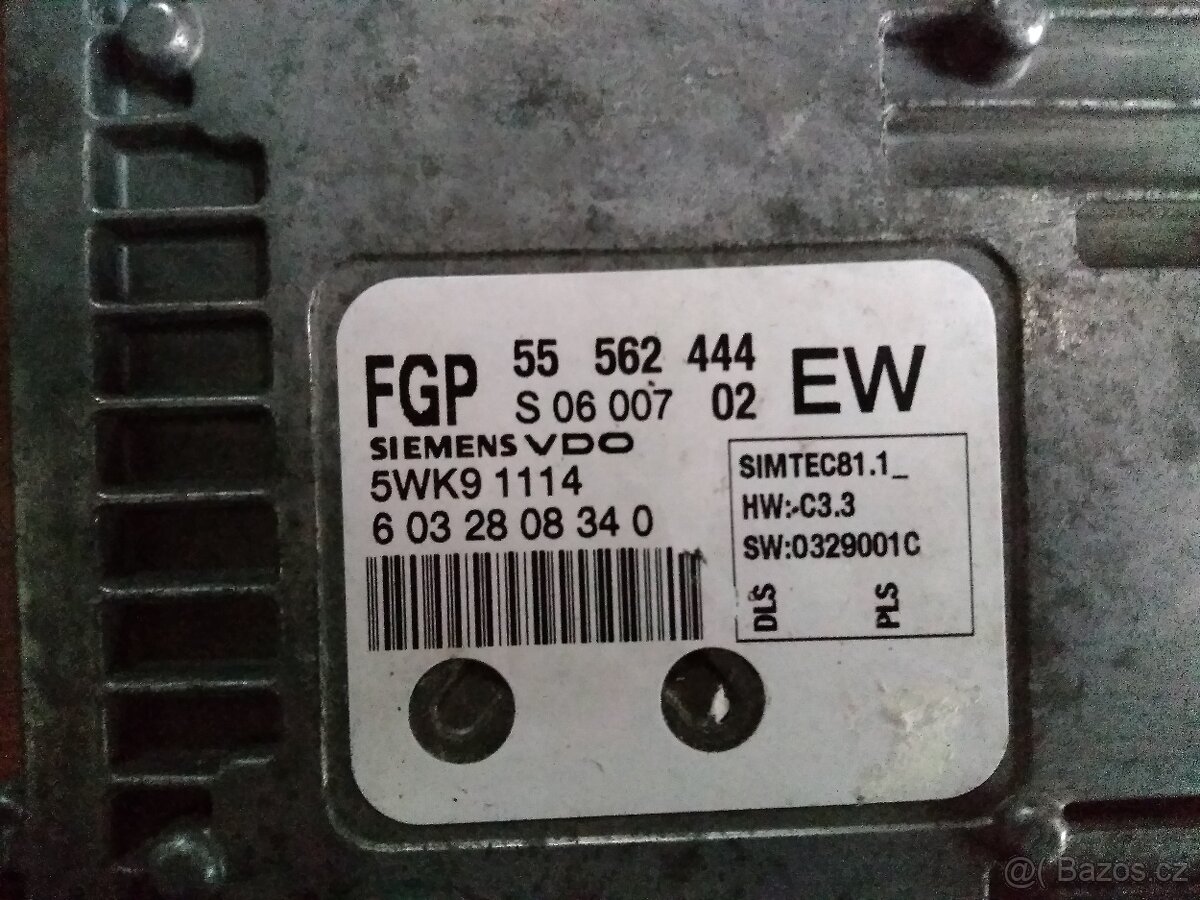 FGP 55 562 444 EW
S 06 007 02
SIEMENS VDO
5WK9 1114
6 03 28 08 34 0
SIMTEC81.1_
HW: C3.3
SW:0329001C
DLS PLS
@( Bazos.cz